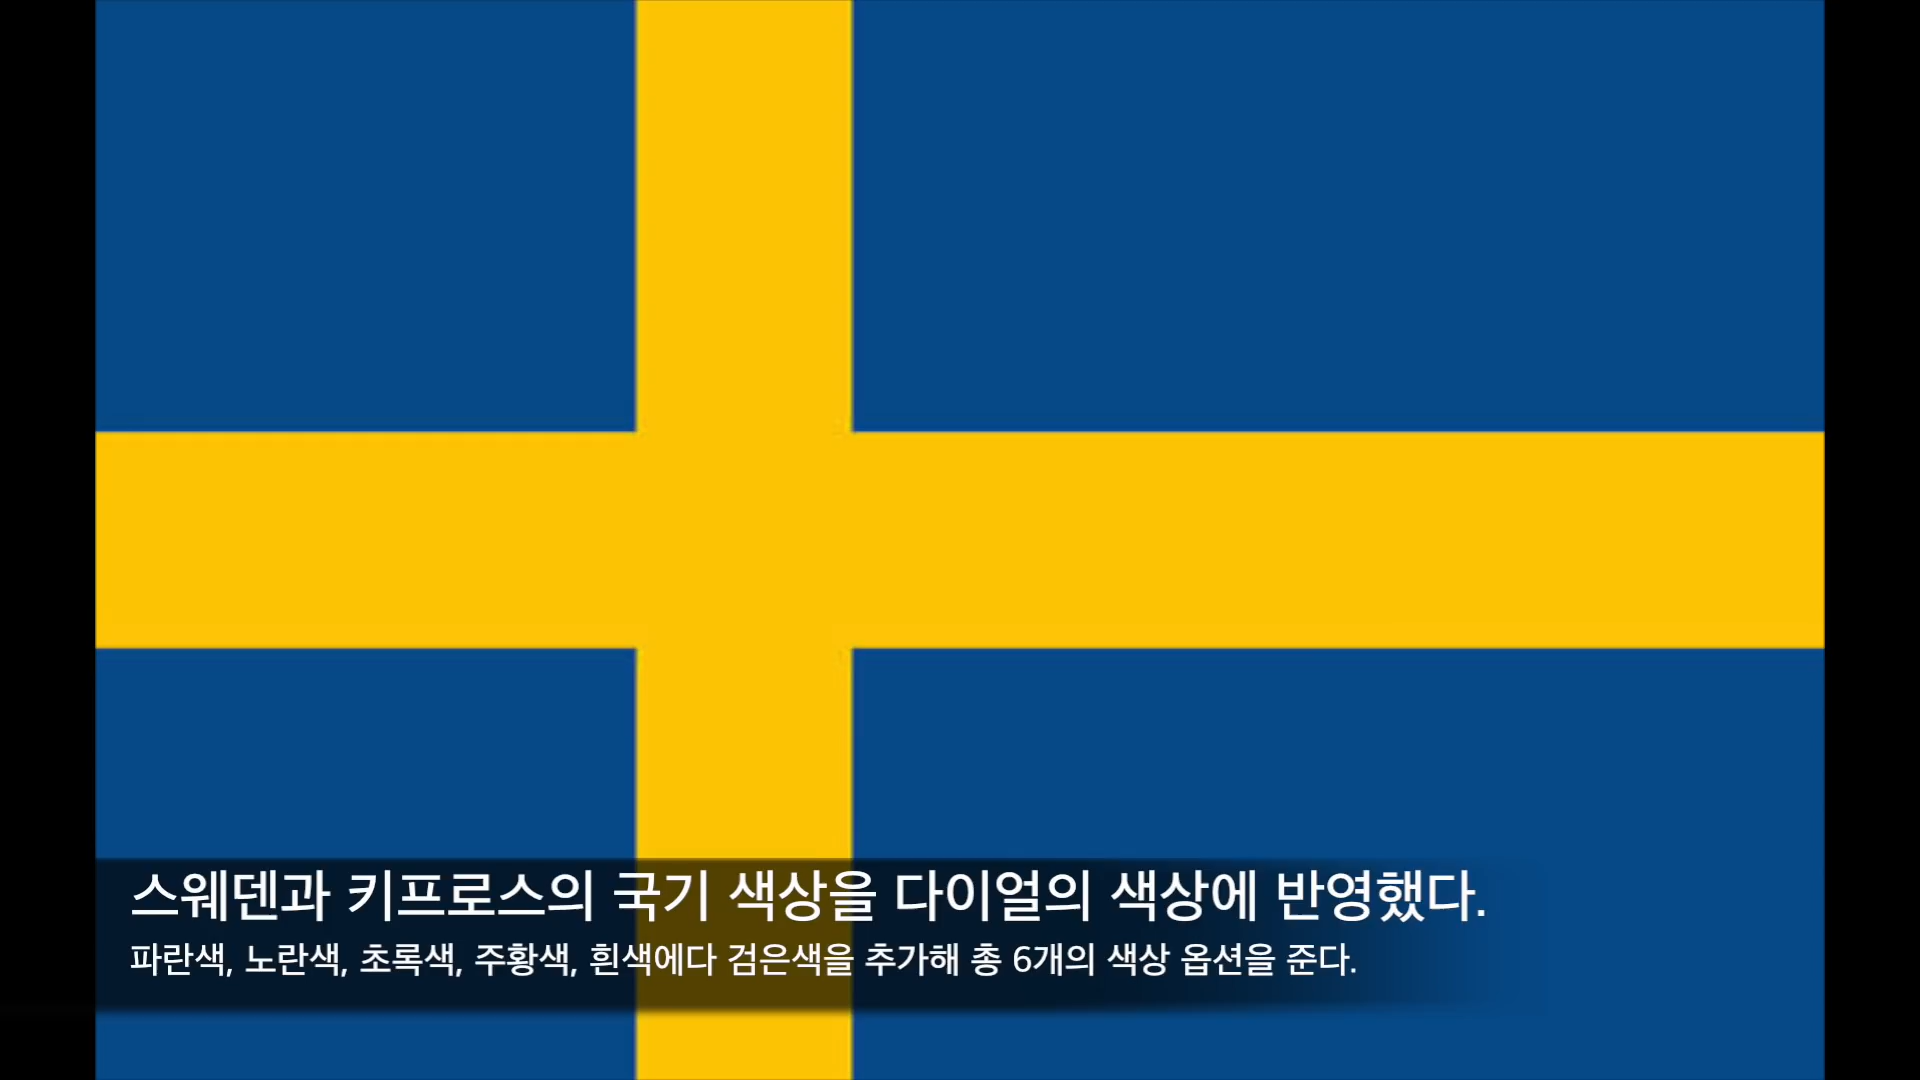 스웨덴과 키프로스의 국기 색상을 다이얼의 색상에 반영했다.
파란색, 노란색, 초록색, 주황색, 흰색에다 검은색을 추가해 총 6개의 색상 옵션을 준다.